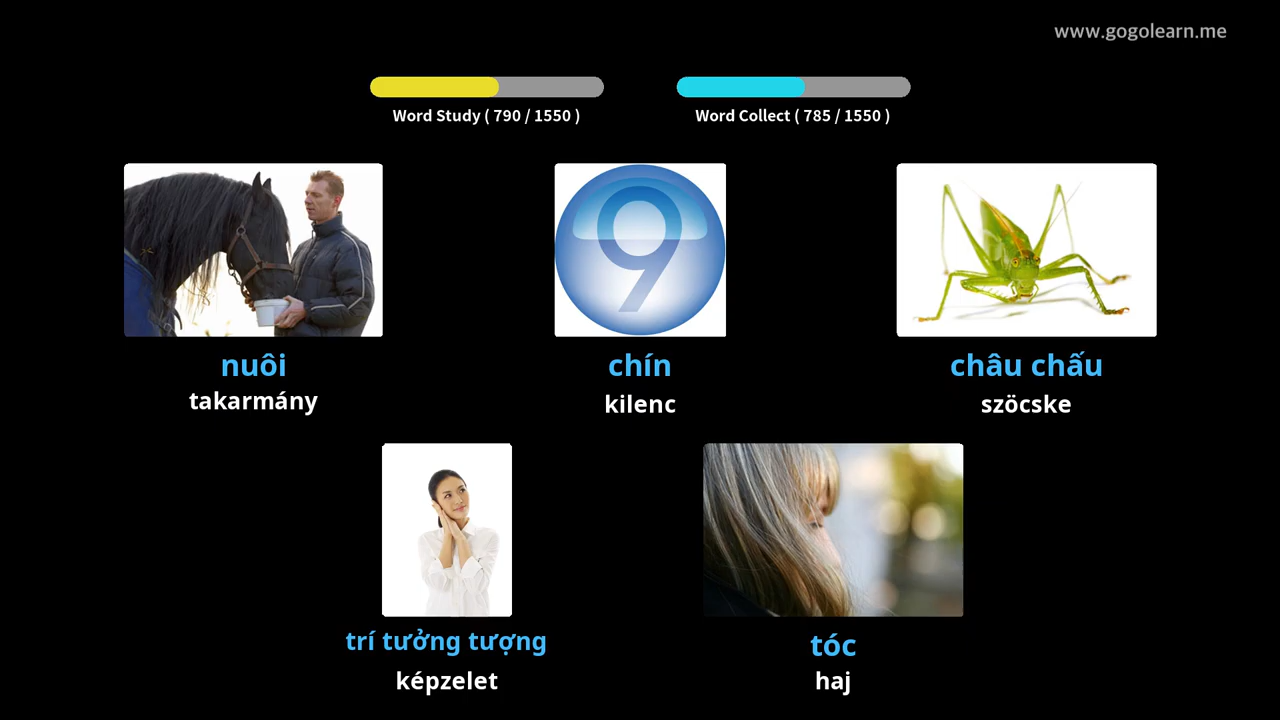 www.gogolearn.me
Word Study ( 790 / 1550 )
Word Collect ( 785 / 1550 )
9
nuôi
takarmány
chín
kilenc
châu chấu
szöcske
trí tưởng tượng
képzelet
tóc
haj